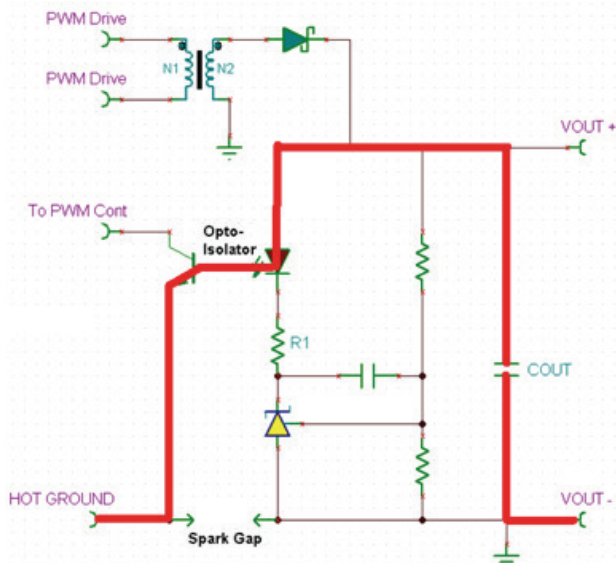 PWM Drive
N1
N2
PWM Drive
VOUT +
To PWM Cont
Opto-
Isolator
R1
COUT
HOT GROUND
VOUT -
Spark Gap